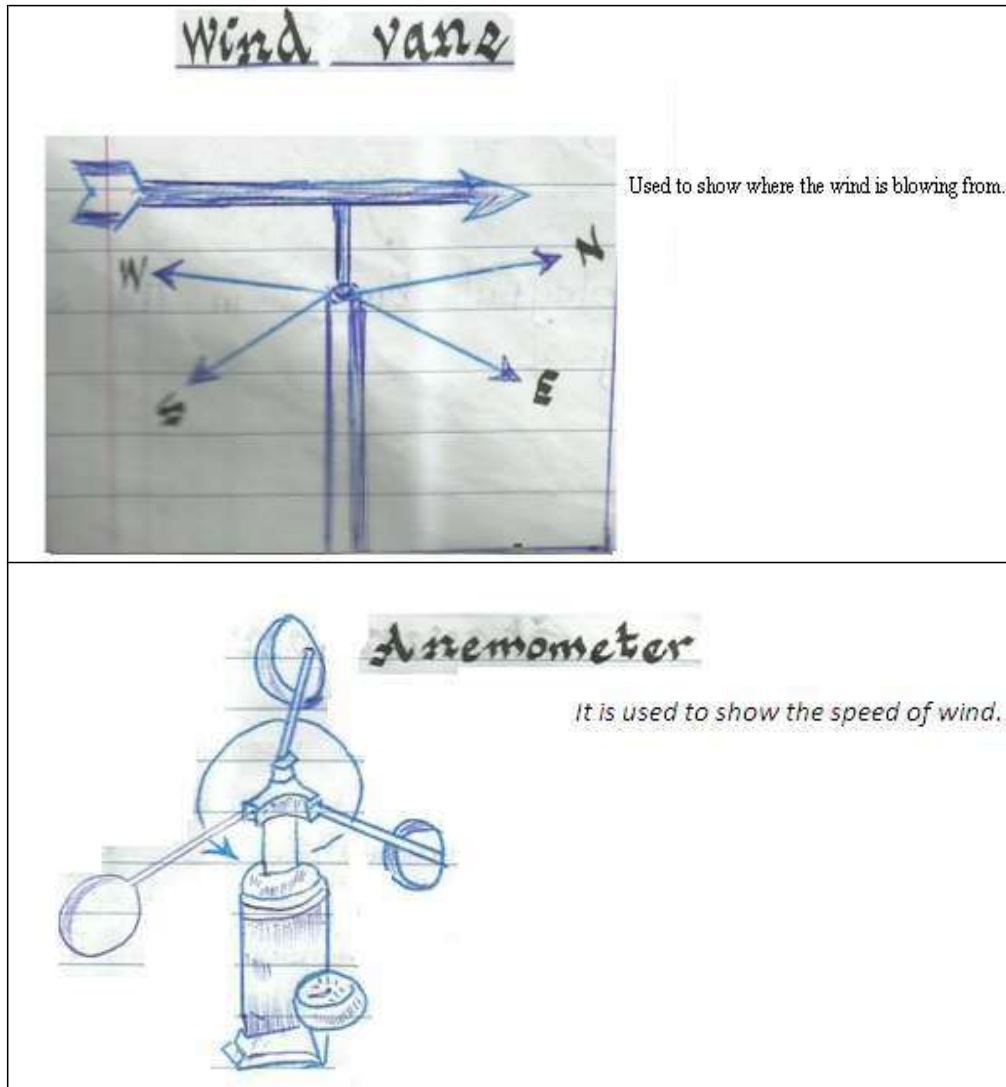 Wind vane
Used to show where the wind is blowing from.
N
W
E
S
Anemometer
It is used to show the speed of wind.